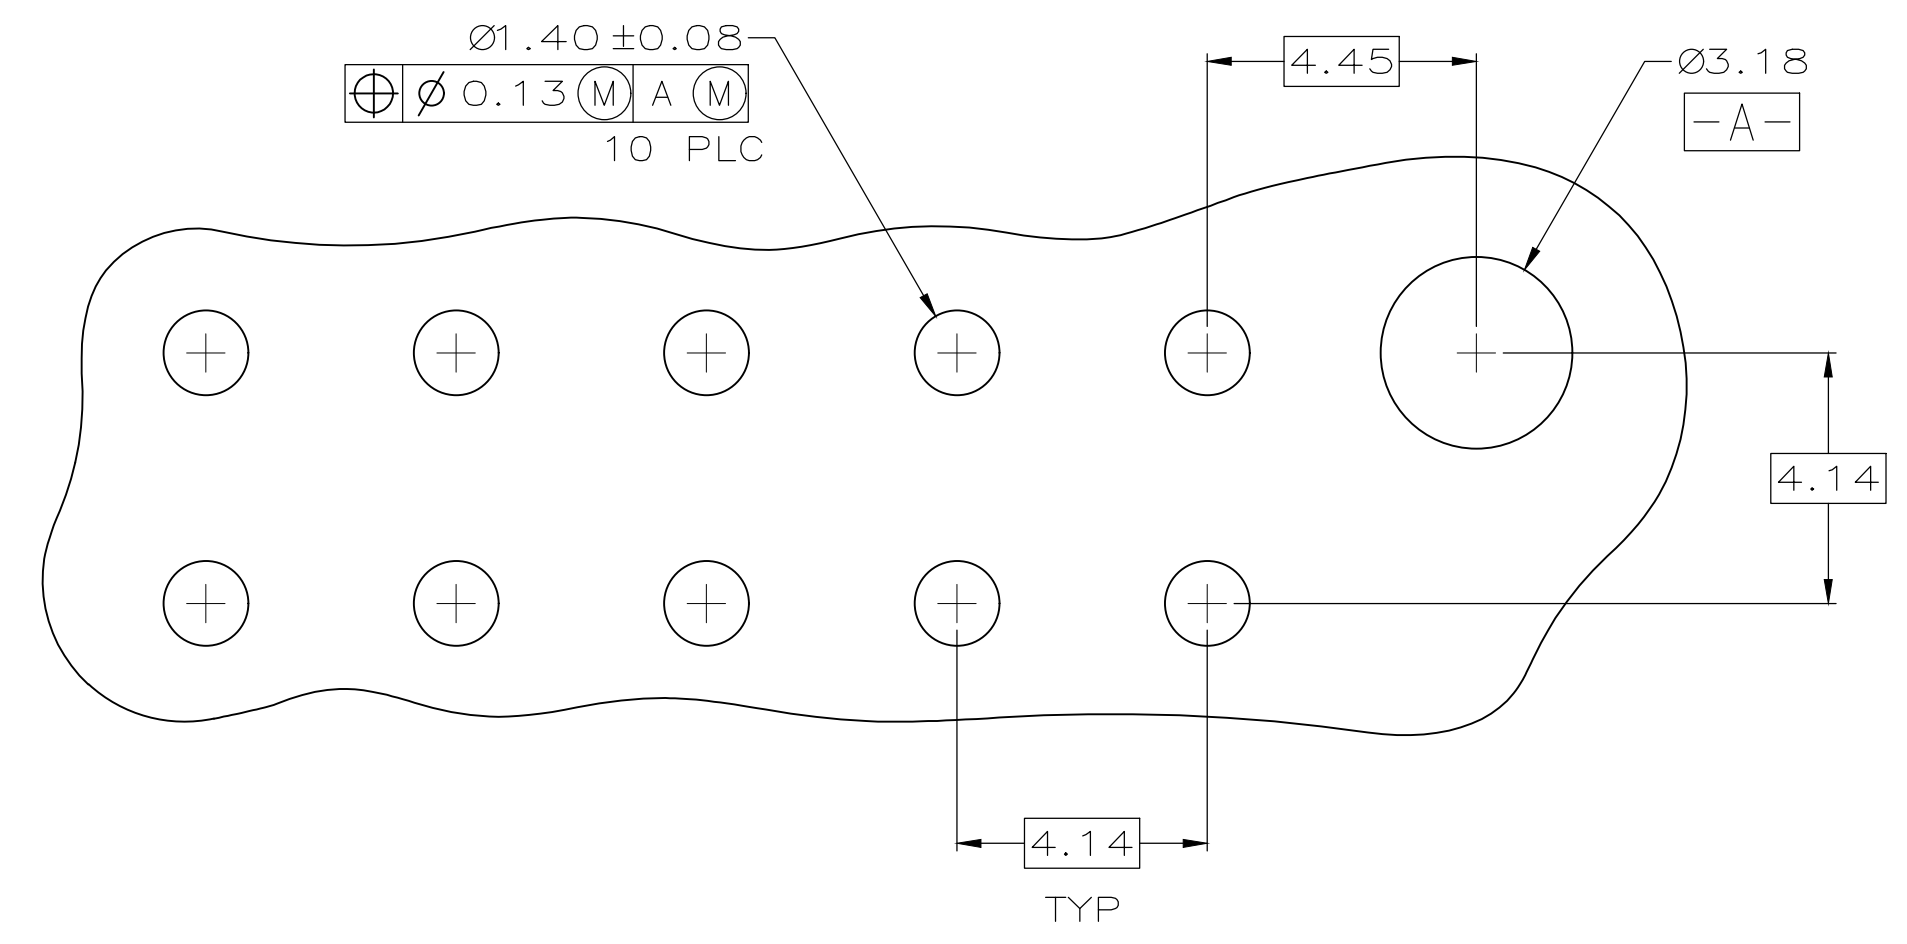 Ø1.40±0.08
⌖ Ø 0.13 Ⓜ A Ⓜ
10 PLC
4.45
Ø3.18
-A-
4.14
4.14
TYP